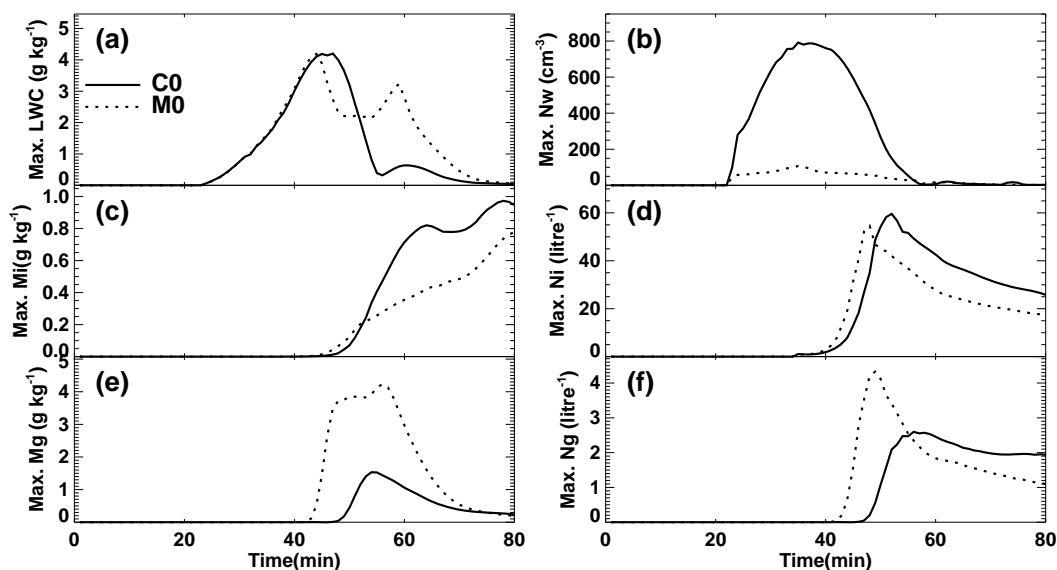 (a)
Max. LWC (g kg⁻¹)
5
4
3
2
1
0
C0
M0
(b)
Max. Nw (cm⁻³)
800
600
400
200
0
(c)
Max. Mi(g kg⁻¹)
1.0
0.8
0.6
0.4
0.2
0.0
(d)
Max. Ni (litre⁻¹)
60
40
20
0
(e)
Max. Mg (g kg⁻¹)
5
4
3
2
1
0
0 20 40 60 80
Time(min)
(f)
Max. Ng (litre⁻¹)
4
3
2
1
0
0 20 40 60 80
Time(min)